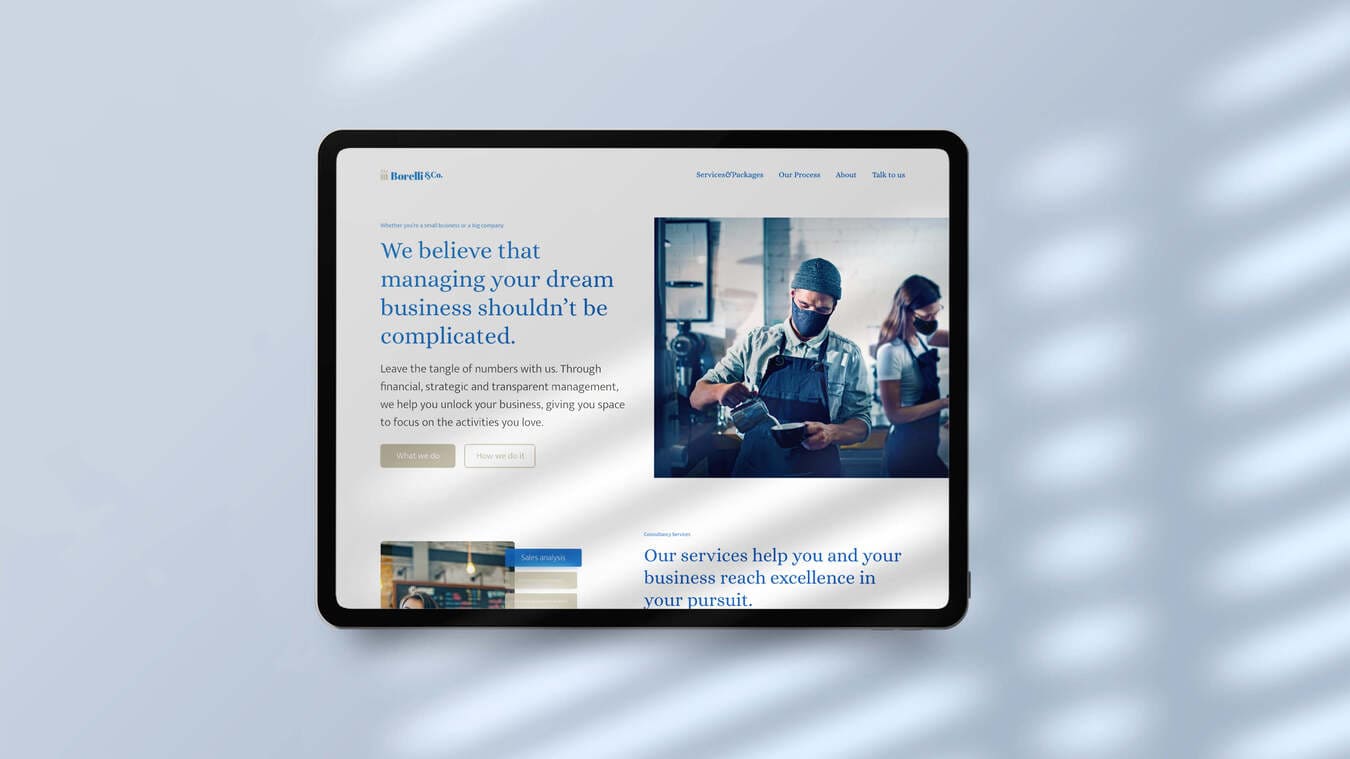 Borelli &Co.
Services&Packages
Our Process
About
Talk to us
Whether you're a small business or a big company
We believe that
managing your dream
business shouldn't be
complicated.
Leave the tangle of numbers with us. Through
financial, strategic and transparent management,
we help you unlock your business, giving you space
to focus on the activities you love.
What we do
How we do it
Sales analysis
Consultancy Services
Our services help you and your
business reach excellence in
your pursuit.